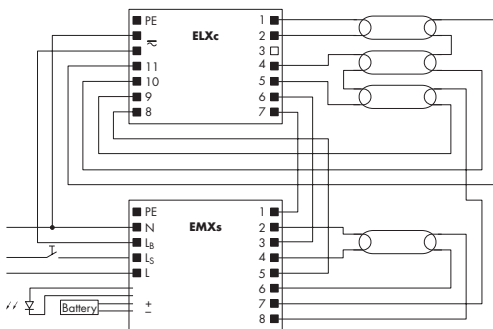 PE 1
ELXc 2
≂ 3
11 4
10 5
9 6
8 7
PE 1
EMXs
N 2
LB 3
T
LS 4
L 5
6
+ 7
Battery
− 8